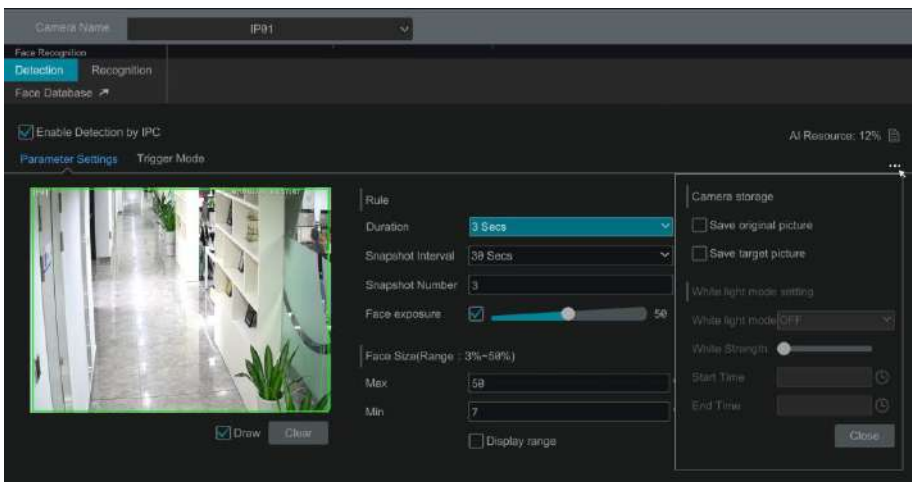 Camera Name IP01
Face Recognition
Detection Recognition
Face Database
Enable Detection by IPC
AI Resource: 12%
Parameter Settings Trigger Mode
Rule
Duration 3 Secs
Snapshot Interval 30 Secs
Snapshot Number 3
Face exposure 50
Face Size(Range : 3%~50%)
Max 50
Min 7
Display range
Draw Clear
Camera storage
Save original picture
Save target picture
White light mode setting
White light mode OFF
White Strength
Start Time
End Time
Close